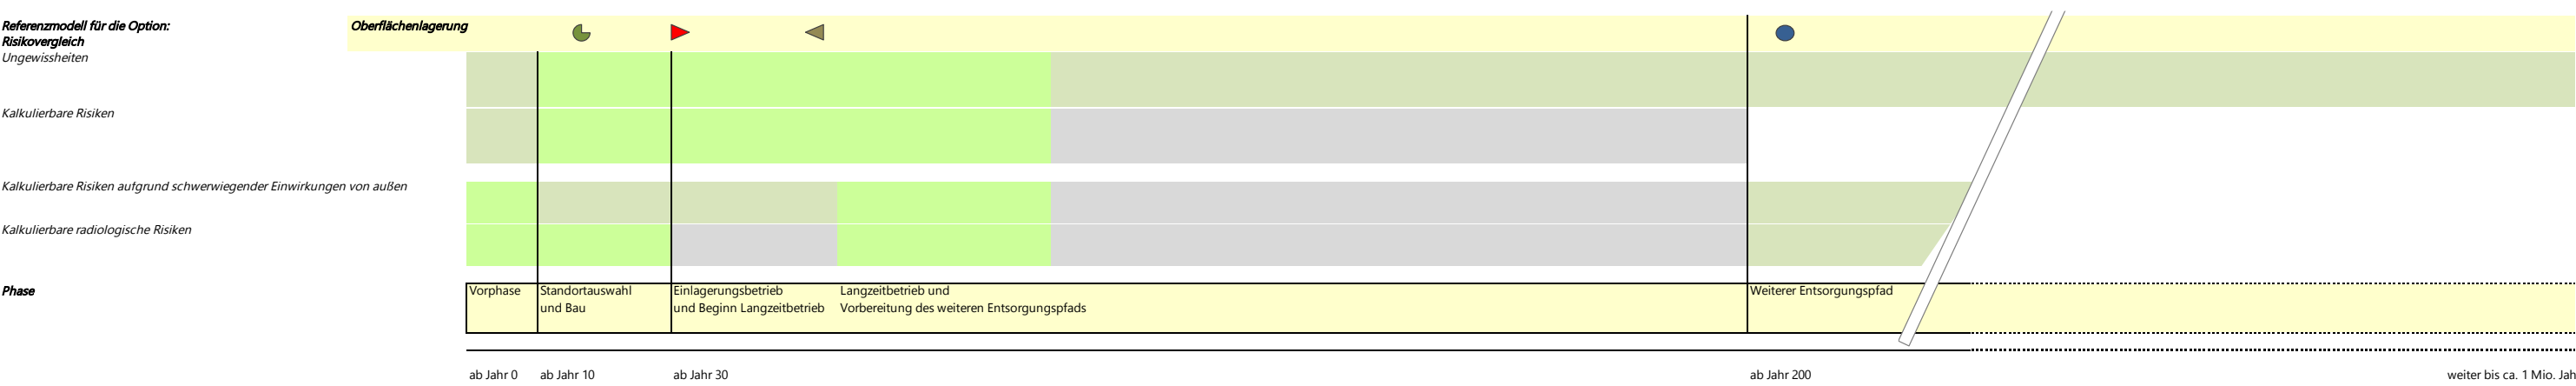 Referenzmodell für die Option:
Oberflächenlagerung
Risikovergleich
Ungewissheiten
Kalkulierbare Risiken
Kalkulierbare Risiken aufgrund schwerwiegender Einwirkungen von außen
Kalkulierbare radiologische Risiken
Phase
Vorphase
Standortauswahl
und Bau
Einlagerungsbetrieb
und Beginn Langzeitbetrieb
Langzeitbetrieb und
Vorbereitung des weiteren Entsorgungspfads
Weiterer Entsorgungspfad
ab Jahr 0
ab Jahr 10
ab Jahr 30
ab Jahr 200
weiter bis ca. 1 Mio. Jah